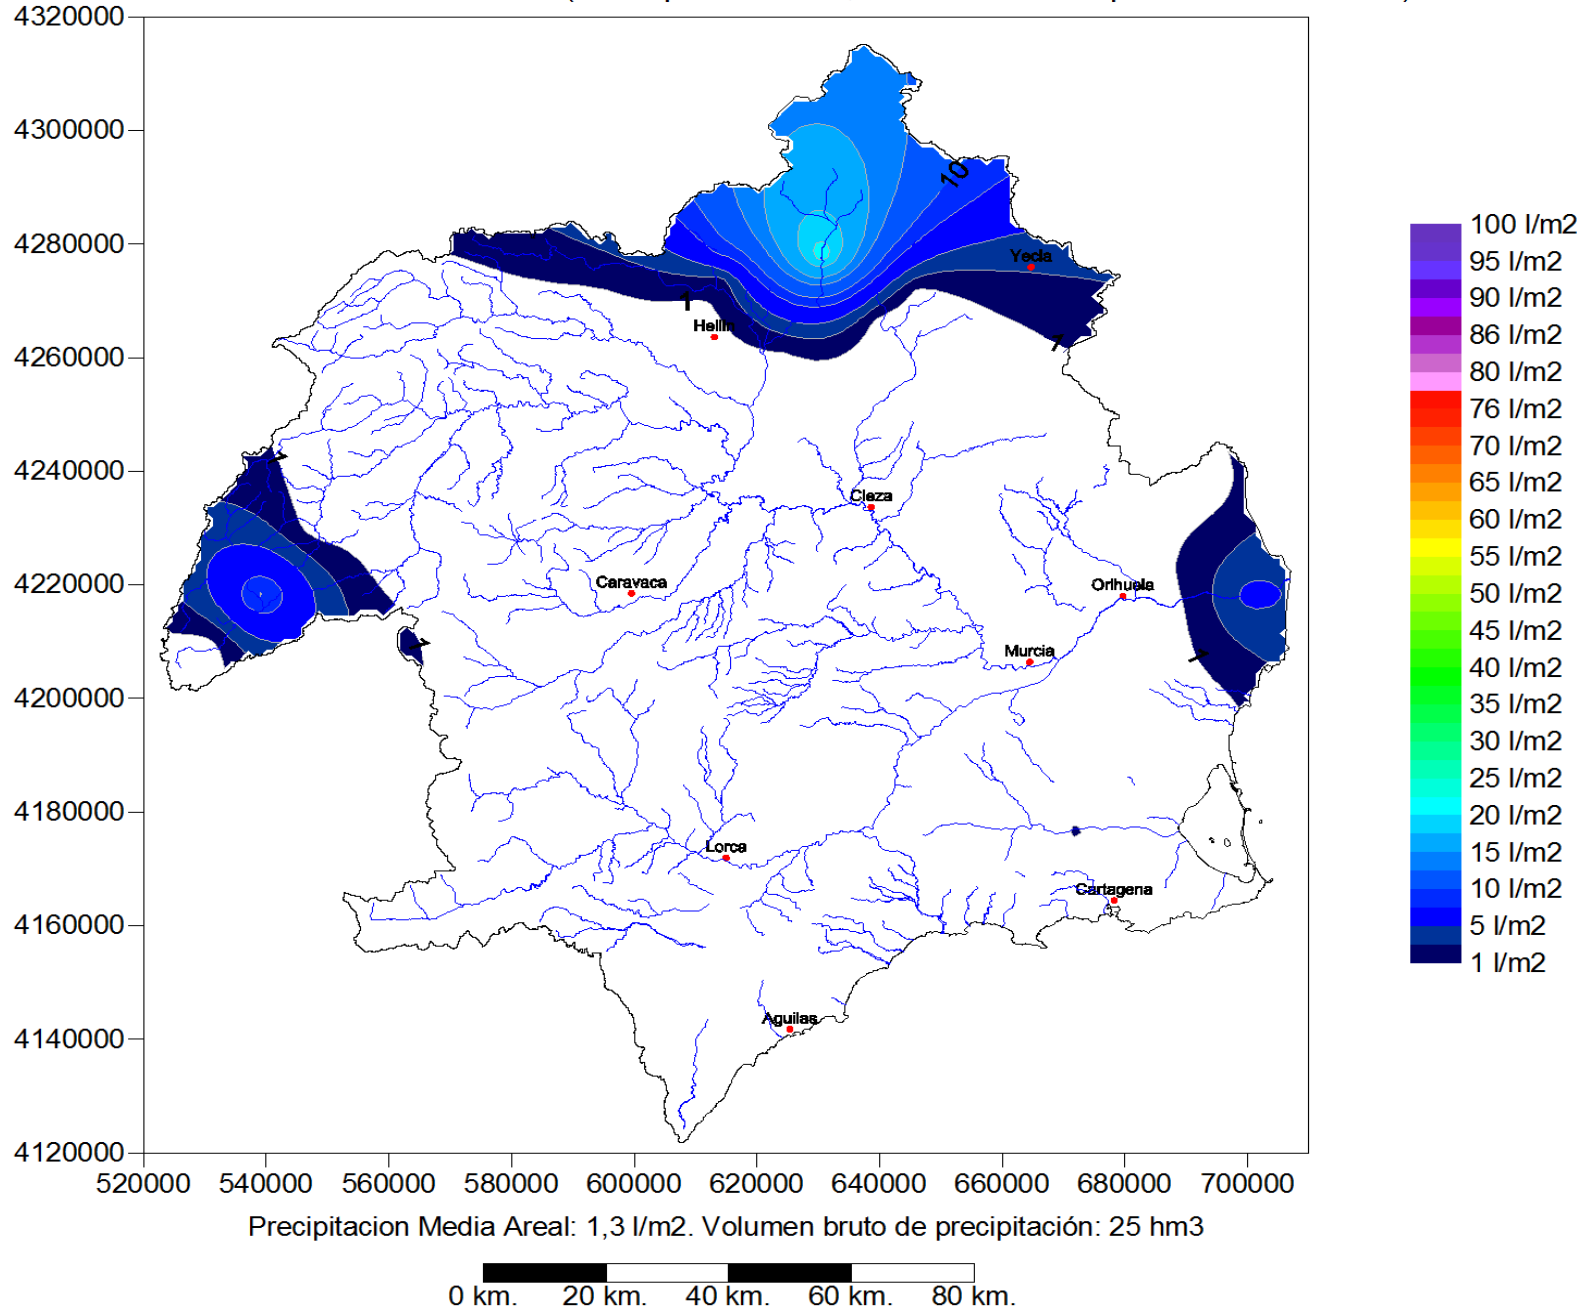 4320000
4300000
4280000
4260000
4240000
4220000
4200000
4180000
4160000
4140000
4120000
520000 540000 560000 580000 600000 620000 640000 660000 680000 700000
10
1
1
1
1
1
Yecla
Hellin
Cieza
Caravaca
Orihuela
Murcia
Lorca
Cartagena
Aguilas
100 l/m2
95 l/m2
90 l/m2
86 l/m2
80 l/m2
76 l/m2
70 l/m2
65 l/m2
60 l/m2
55 l/m2
50 l/m2
45 l/m2
40 l/m2
35 l/m2
30 l/m2
25 l/m2
20 l/m2
15 l/m2
10 l/m2
5 l/m2
1 l/m2
Precipitacion Media Areal: 1,3 l/m2. Volumen bruto de precipitación: 25 hm3
0 km. 20 km. 40 km. 60 km. 80 km.